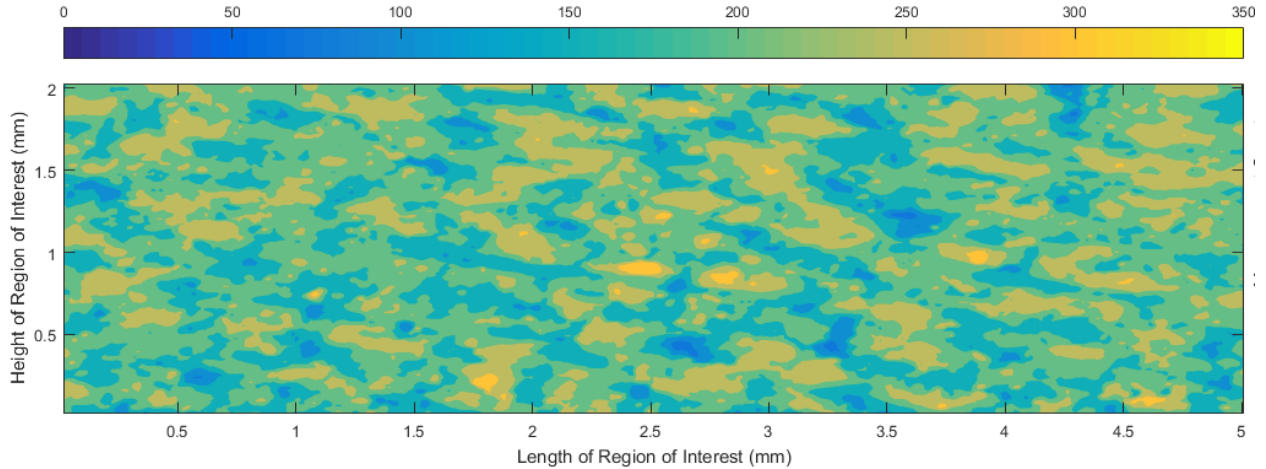 0 50 100 150 200 250 300 350
2
1.5
1
0.5
Height of Region of Interest (mm)
0.5 1 1.5 2 2.5 3 3.5 4 4.5 5
Length of Region of Interest (mm)